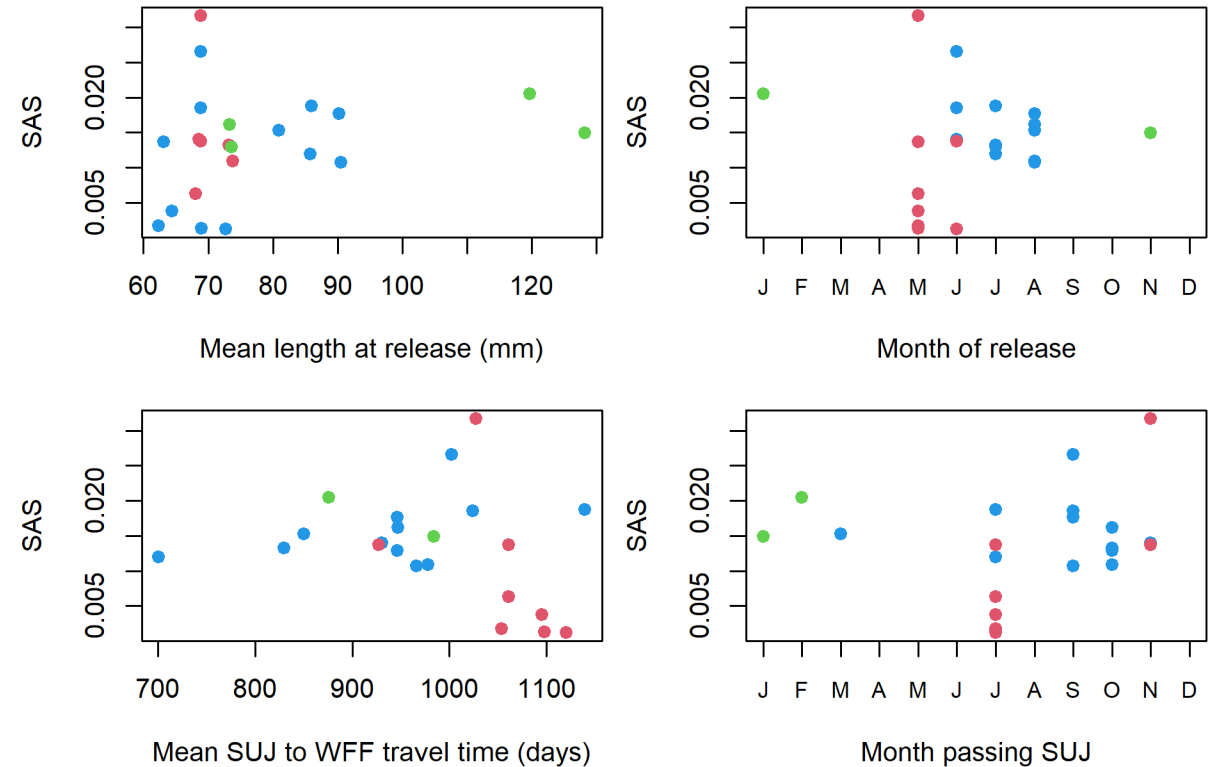 SAS
0.005 0.020
60 70 80 90 100 120
Mean length at release (mm)
SAS
0.005 0.020
J F M A M J J A S O N D
Month of release
SAS
0.005 0.020
700 800 900 1000 1100
Mean SUJ to WFF travel time (days)
SAS
0.005 0.020
J F M A M J J A S O N D
Month passing SUJ